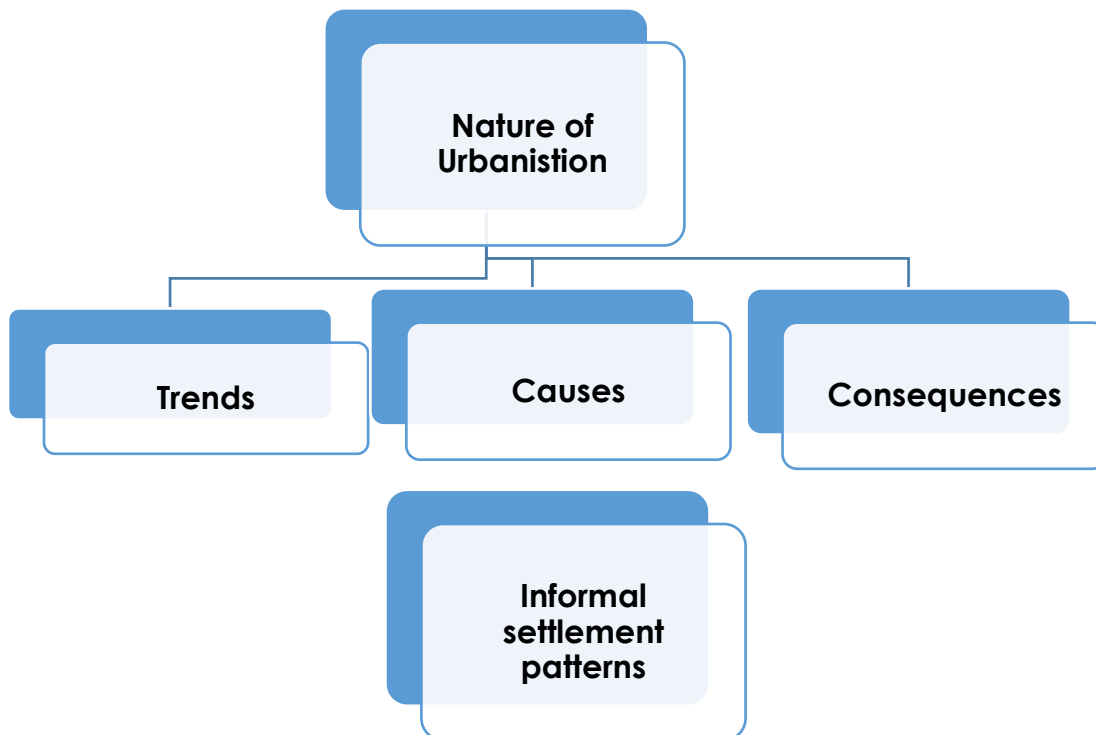 Nature of
Urbanistion
Trends
Causes
Consequences
Informal
settlement
patterns